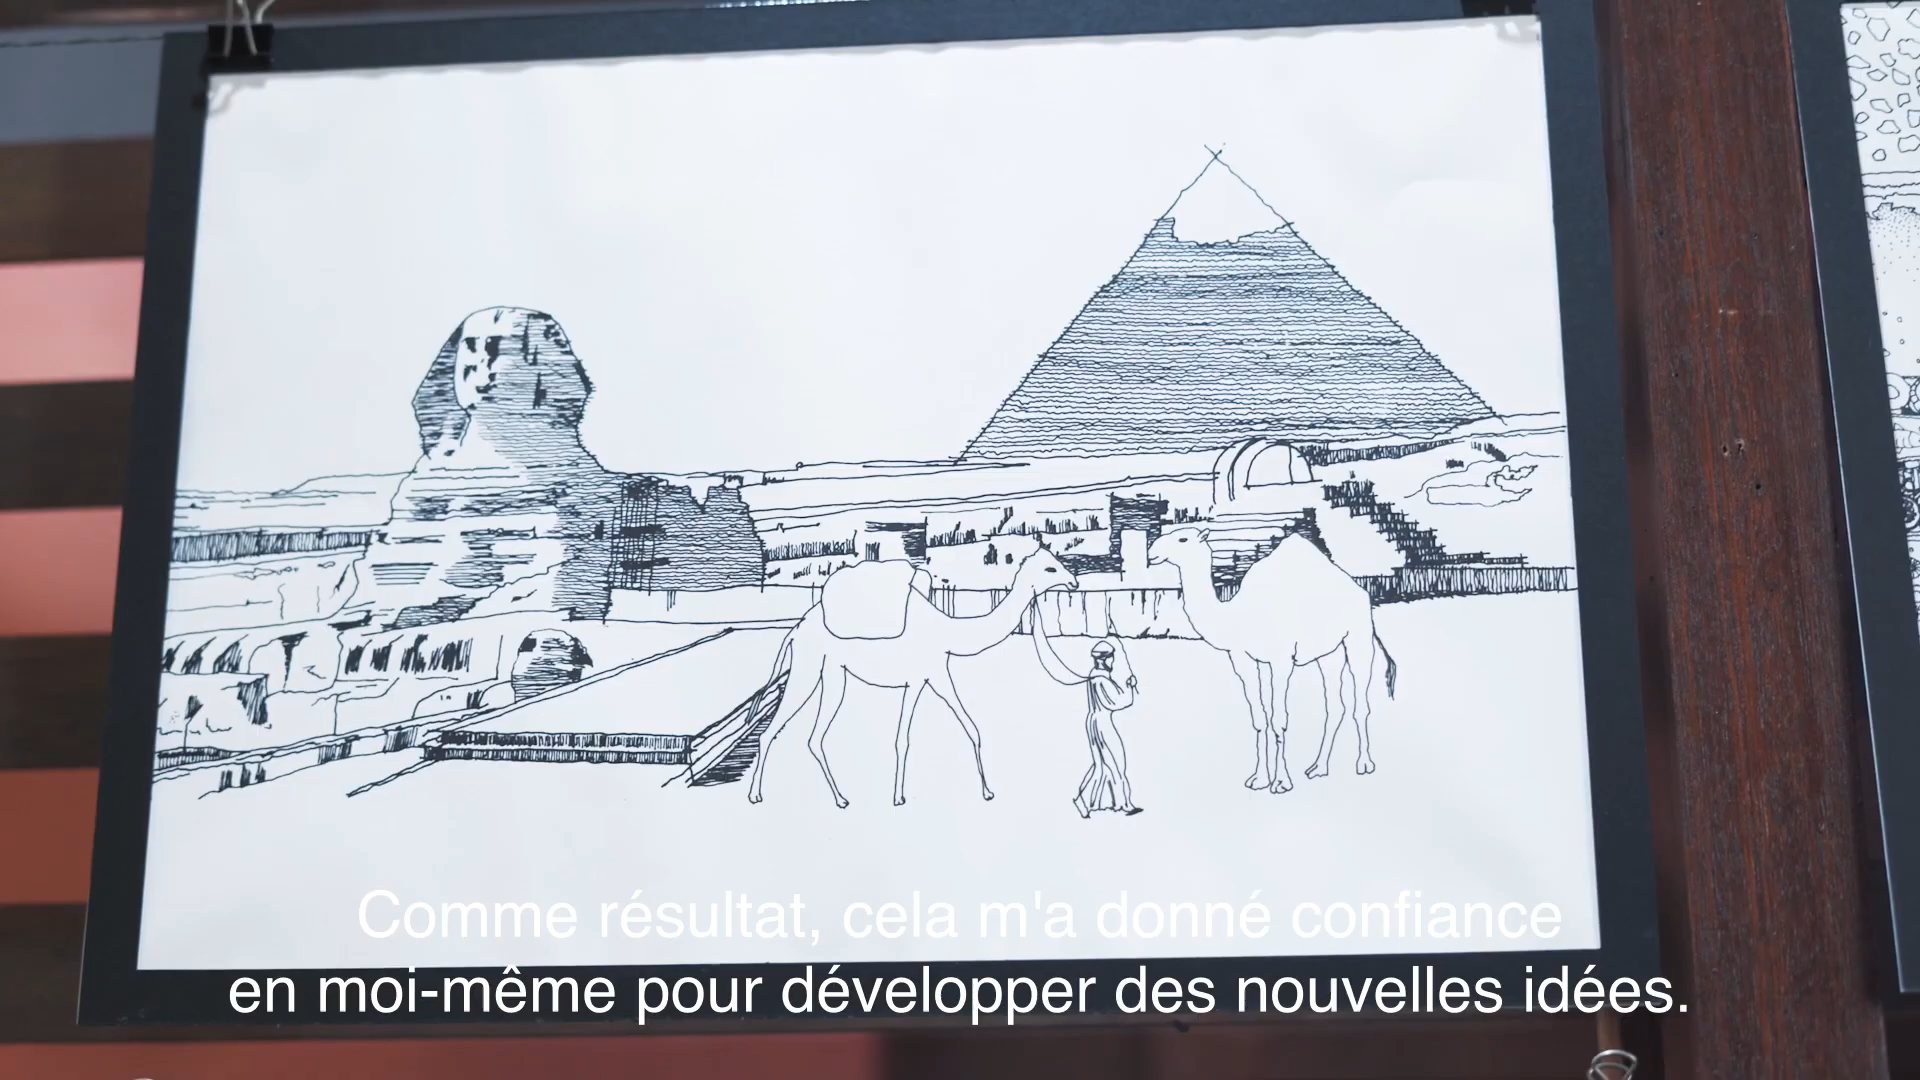 Comme résultat, cela m'a donné confiance
en moi-même pour développer des nouvelles idées.